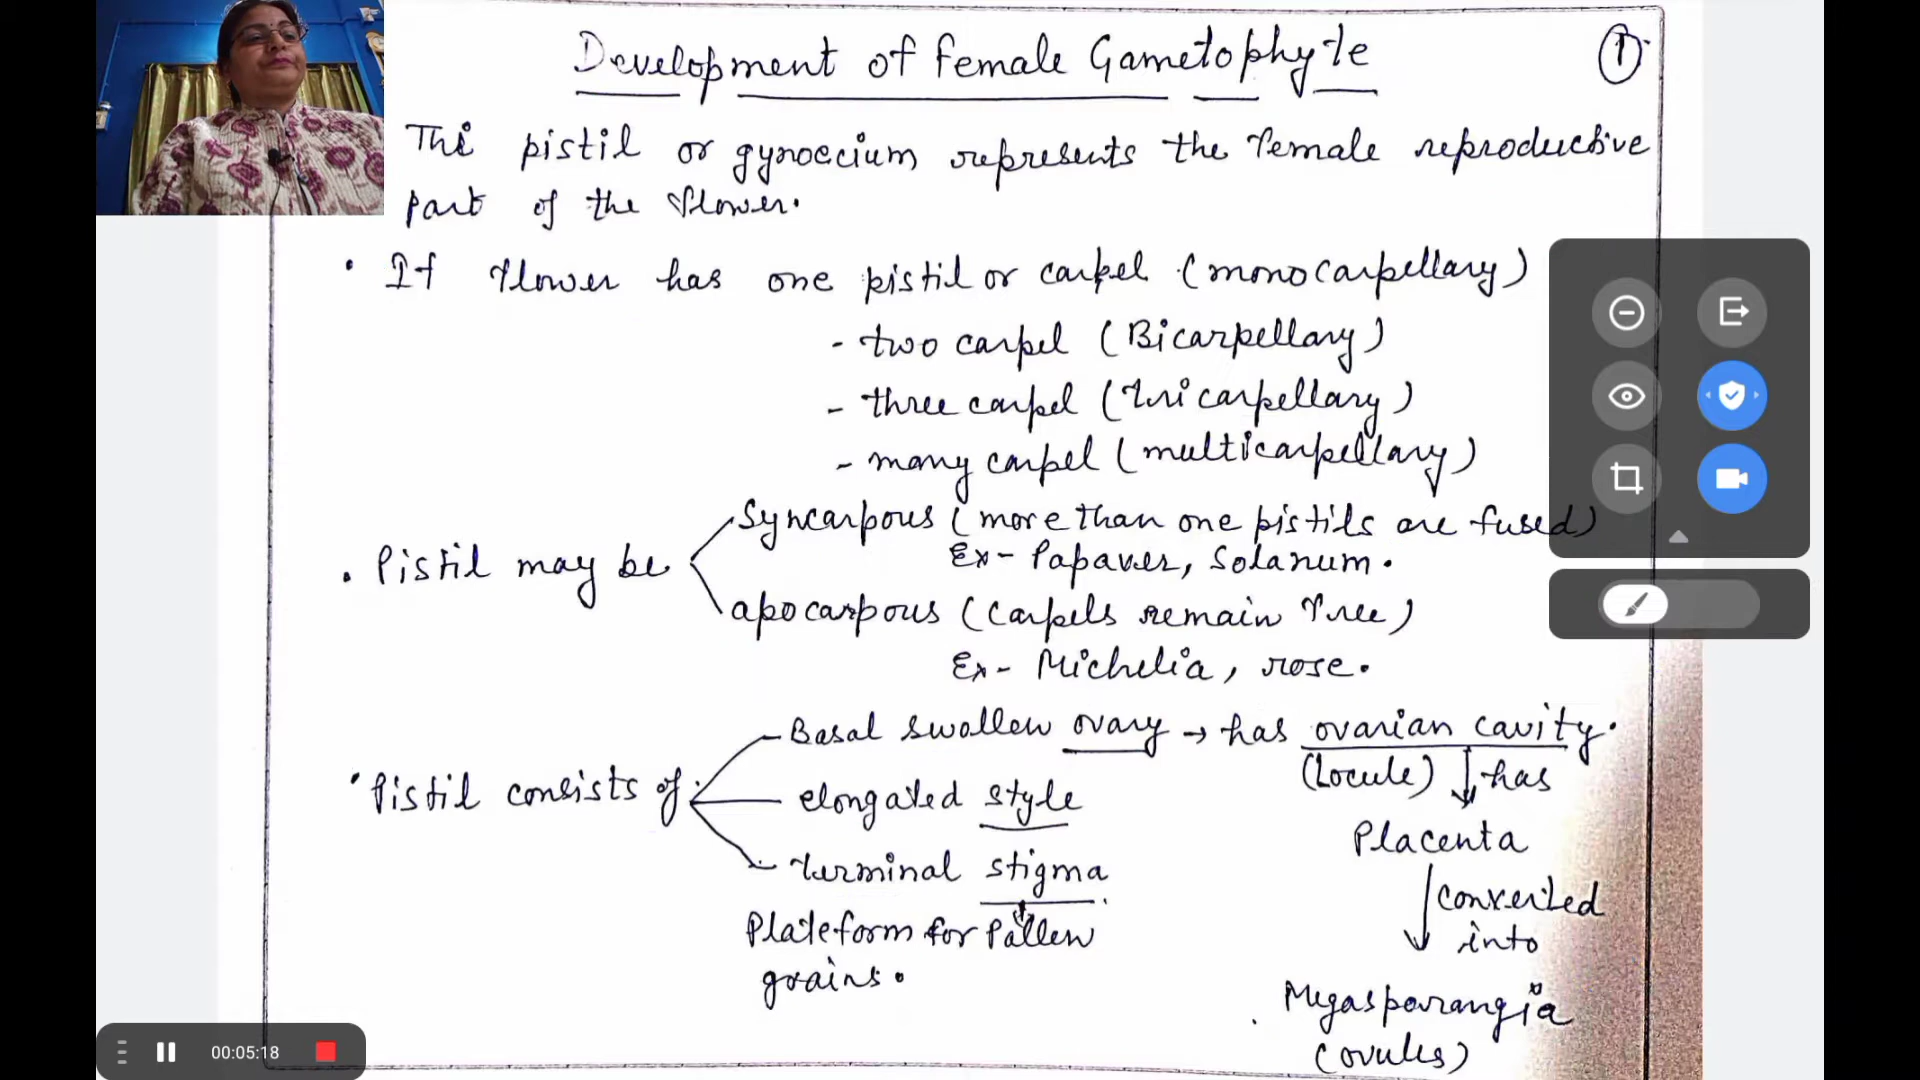 Development of Female Gametophyte
1
The pistil or gynoecium represents the female reproductive
part of the flower.
• If flower has one pistil or carpel (monocarpellary)
- two carpel (Bicarpellary)
- three carpel (Tricarpellary)
- many carpel (multicarpellary)
• Pistil may be
Syncarpous (more than one pistils are fused)
Ex- Papaver, Solanum.
apocarpous (carpels remain free)
Ex- Michelia, rose.
• Pistil consists of
Basal swollen ovary → has ovarian cavity.
(Locule) ↓ has
elongated style
Placenta
Terminal stigma
↓ converted
into
Plateform for Pollen
grains.
Megasporangia
(ovules)
00:05:18